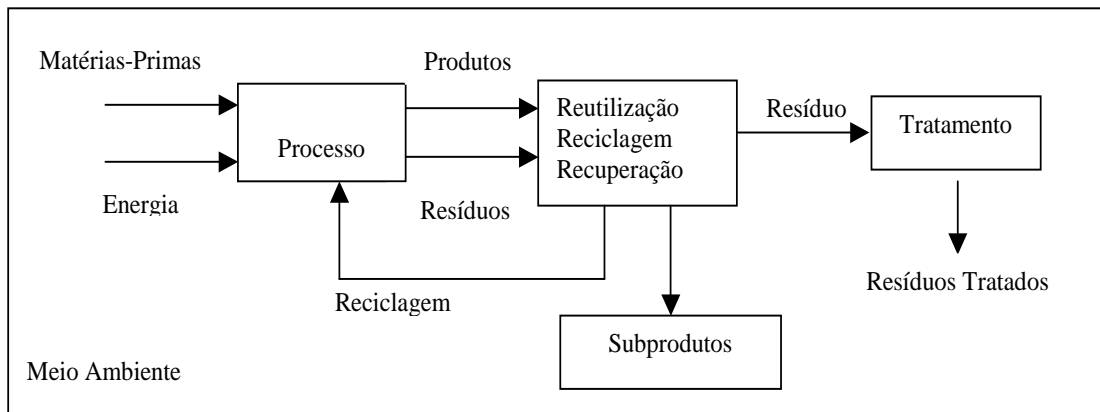 Matérias-Primas
Produtos
Reutilização
Reciclagem
Recuperação
Resíduo
Tratamento
Processo
Energia
Resíduos
Reciclagem
Resíduos Tratados
Subprodutos
Meio Ambiente